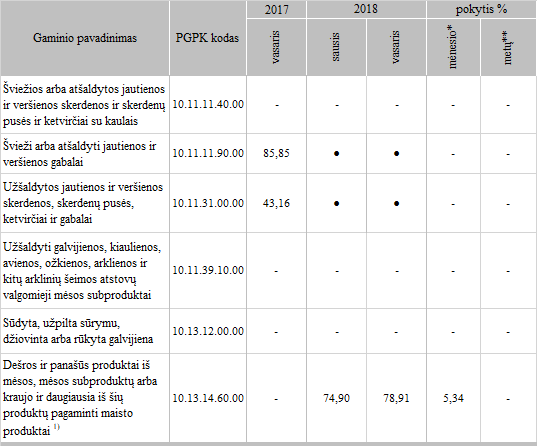 Gaminio pavadinimas PGPK kodas 2017 2018 pokytis %
vasaris sausis vasaris mėnesio* metų**
Šviežios arba atšaldytos jautienos
ir veršienos skerdenos ir skerdenų
pusės ir ketvirčiai su kaulais
10.11.11.40.00 - - - - -
Švieži arba atšaldyti jautienos ir
veršienos gabalai
10.11.11.90.00 85,85 ● ● - -
Užšaldytos jautienos ir veršienos
skerdenos, skerdenų pusės,
ketvirčiai ir gabalai
10.11.31.00.00 43,16 ● ● - -
Užšaldyti galvijienos, kiaulienos,
avienos, ožkienos, arklienos ir
kitų arklinių šeimos atstovų
valgomieji mėsos subproduktai
10.11.39.10.00 - - - - -
Sūdyta, užpilta sūrymu,
džiovinta arba rūkyta galvijiena
10.13.12.00.00 - - - - -
Dešros ir panašūs produktai iš
mėsos, mėsos subproduktų arba
kraujo ir daugiausia iš šių
produktų pagaminti maisto
produktai 1)
10.13.14.60.00 - 74,90 78,91 5,34 -